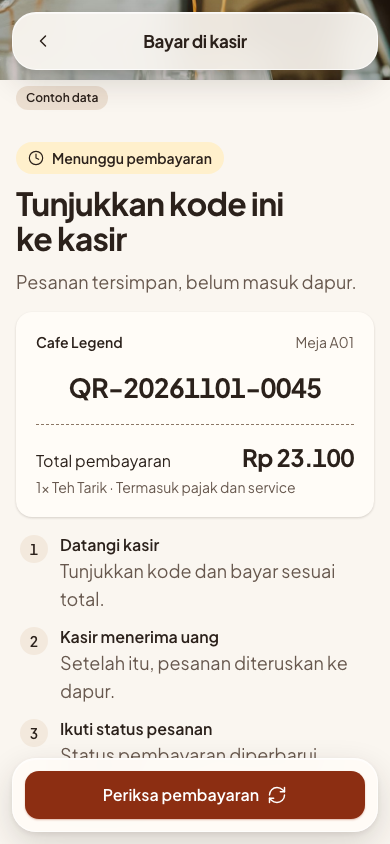 Bayar di kasir
Contoh data
Menunggu pembayaran
Tunjukkan kode ini
ke kasir
Pesanan tersimpan, belum masuk dapur.
Cafe Legend
Meja A01
QR-20261101-0045
Total pembayaran
Rp 23.100
1× Teh Tarik · Termasuk pajak dan service
1
Datangi kasir
Tunjukkan kode dan bayar sesuai
total.
2
Kasir menerima uang
Setelah itu, pesanan diteruskan ke
dapur.
3
Ikuti status pesanan
Status pembayaran diperbarui
Periksa pembayaran